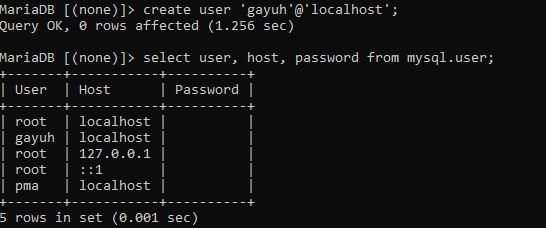 MariaDB [(none)]> create user 'gayuh'@'localhost';
Query OK, 0 rows affected (1.256 sec)
MariaDB [(none)]> select user, host, password from mysql.user;
+-------+-----------+----------+
| User  | Host      | Password |
+-------+-----------+----------+
| root  | localhost |          |
| gayuh | localhost |          |
| root  | 127.0.0.1 |          |
| root  | ::1       |          |
| pma   | localhost |          |
+-------+-----------+----------+
5 rows in set (0.001 sec)